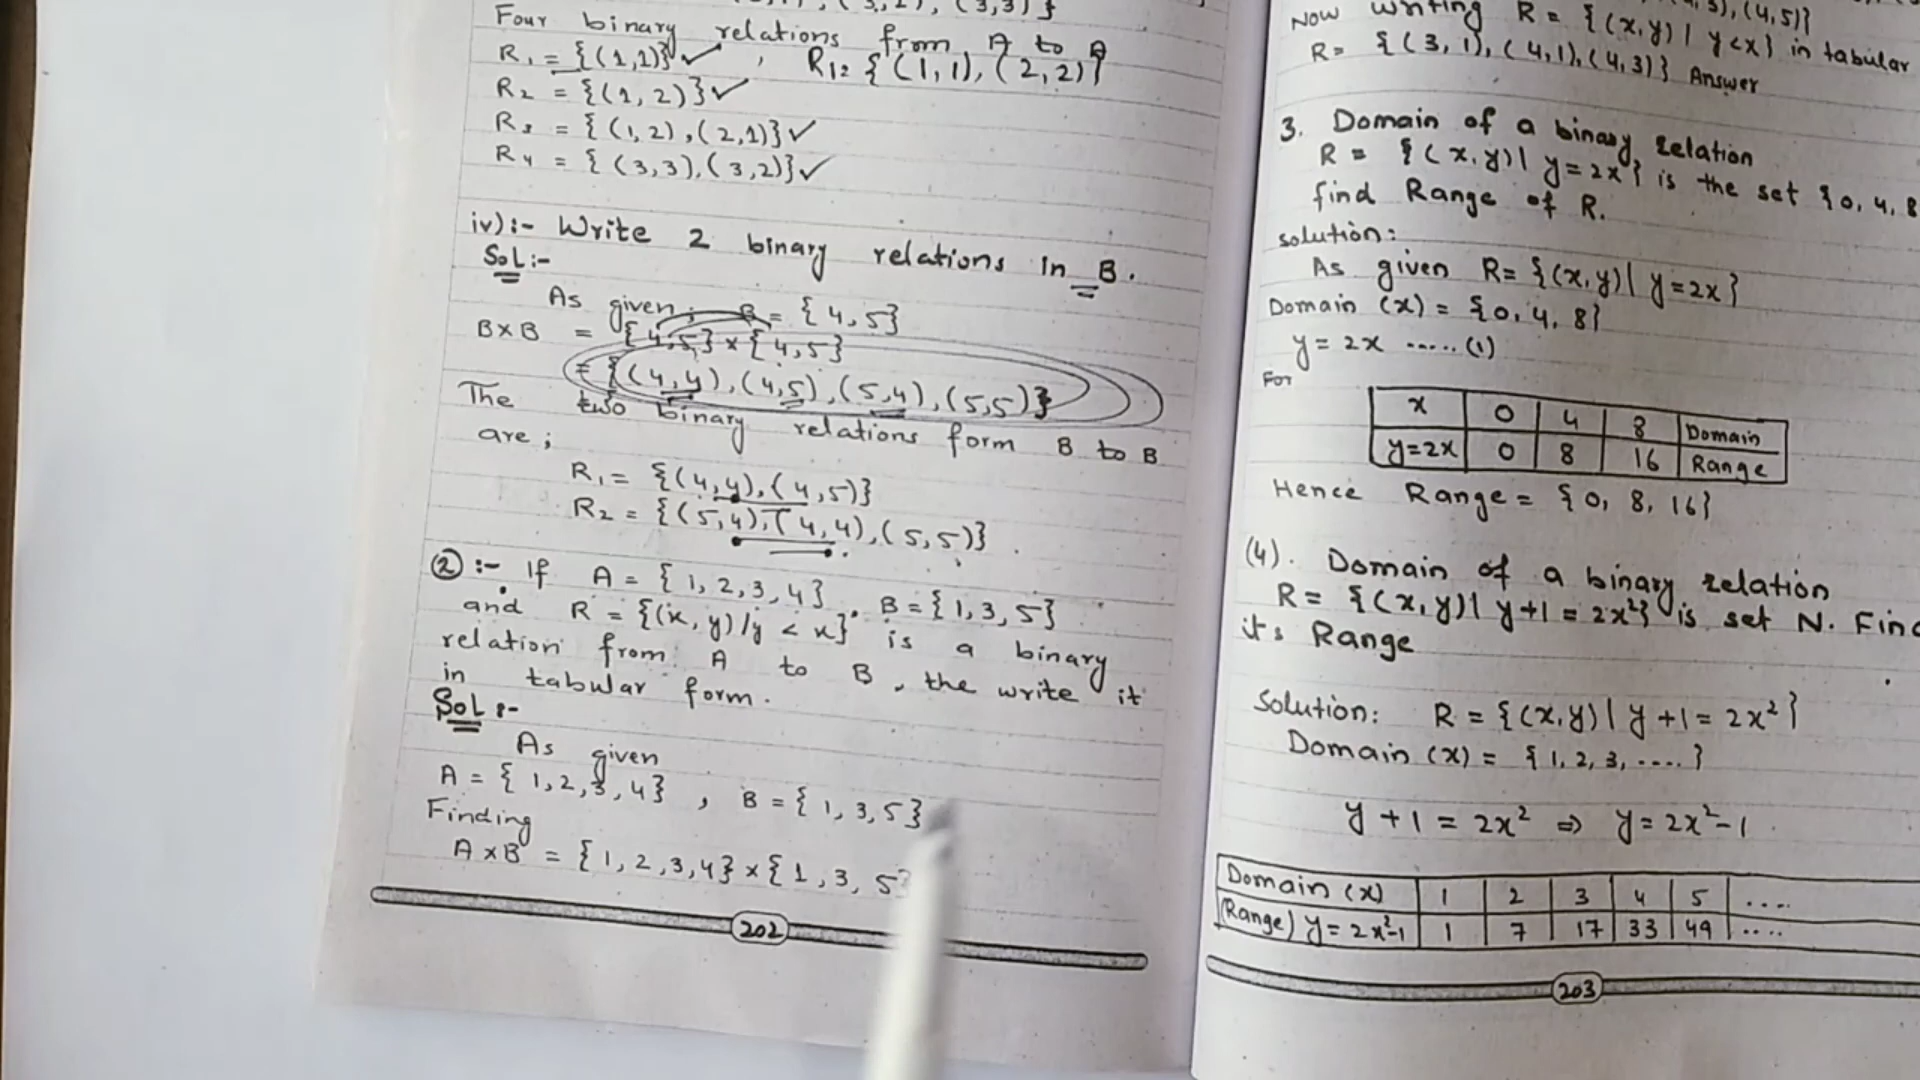 (3,3)}
Four binary relations from A to A
R₁ = {(1,1)}✓ , R₁₂ {(1,1), (2,2)}
R₂ = {(1,2)}✓
R₃ = {(1,2),(2,1)}✓
R₄ = {(3,3),(3,2)}✓
iv):- Write 2 binary relations in B.
Sol:-
As given; B = {4,5}
B×B = {4,5}×{4,5}
= {(4,4),(4,5),(5,4),(5,5)}
The two binary relations form B to B
are;
R₁ = {(4,4),(4,5)}
R₂ = {(5,4),(4,4),(5,5)}.
②:- If A = {1,2,3,4}, B = {1,3,5}
and R = {(x,y)/y < x} is a binary
relation from A to B, the write it
in tabular form.
Sol:-
As given
A = {1,2,3,4} , B = {1,3,5}
Finding
A×B = {1,2,3,4}×{1,3,5}
202
(4,5)}
Now writing R = {(x,y)| y<x} in tabular
R = {(3,1),(4,1),(4,3)} Answer
3. Domain of a binary relation
R = {(x,y)| y=2x} is the set {0,4,8
find Range of R.
solution:
As given R= {(x,y)| y=2x}
Domain (x) = {0,4,8}
y = 2x .....(1)
For
x 0 4 8 Domain
y=2x 0 8 16 Range
Hence Range = {0, 8, 16}
(4). Domain of a binary relation
R= {(x,y)| y+1=2x²} is set N. Find
its Range
Solution: R = {(x,y)| y+1=2x²}
Domain (x) = {1,2,3,....}
y+1=2x² ⇒ y=2x²-1
Domain (x) 1 2 3 4 5 ....
(Range) y=2x²-1 1 7 17 33 49 ....
203